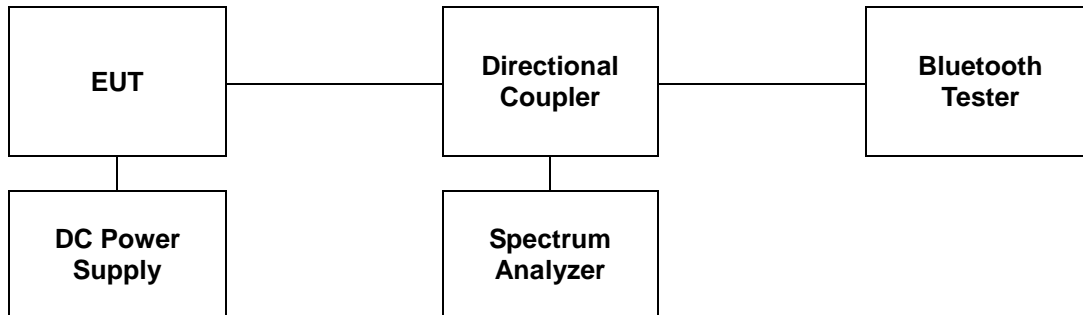 EUT
Directional
Coupler
Bluetooth
Tester
DC Power
Supply
Spectrum
Analyzer